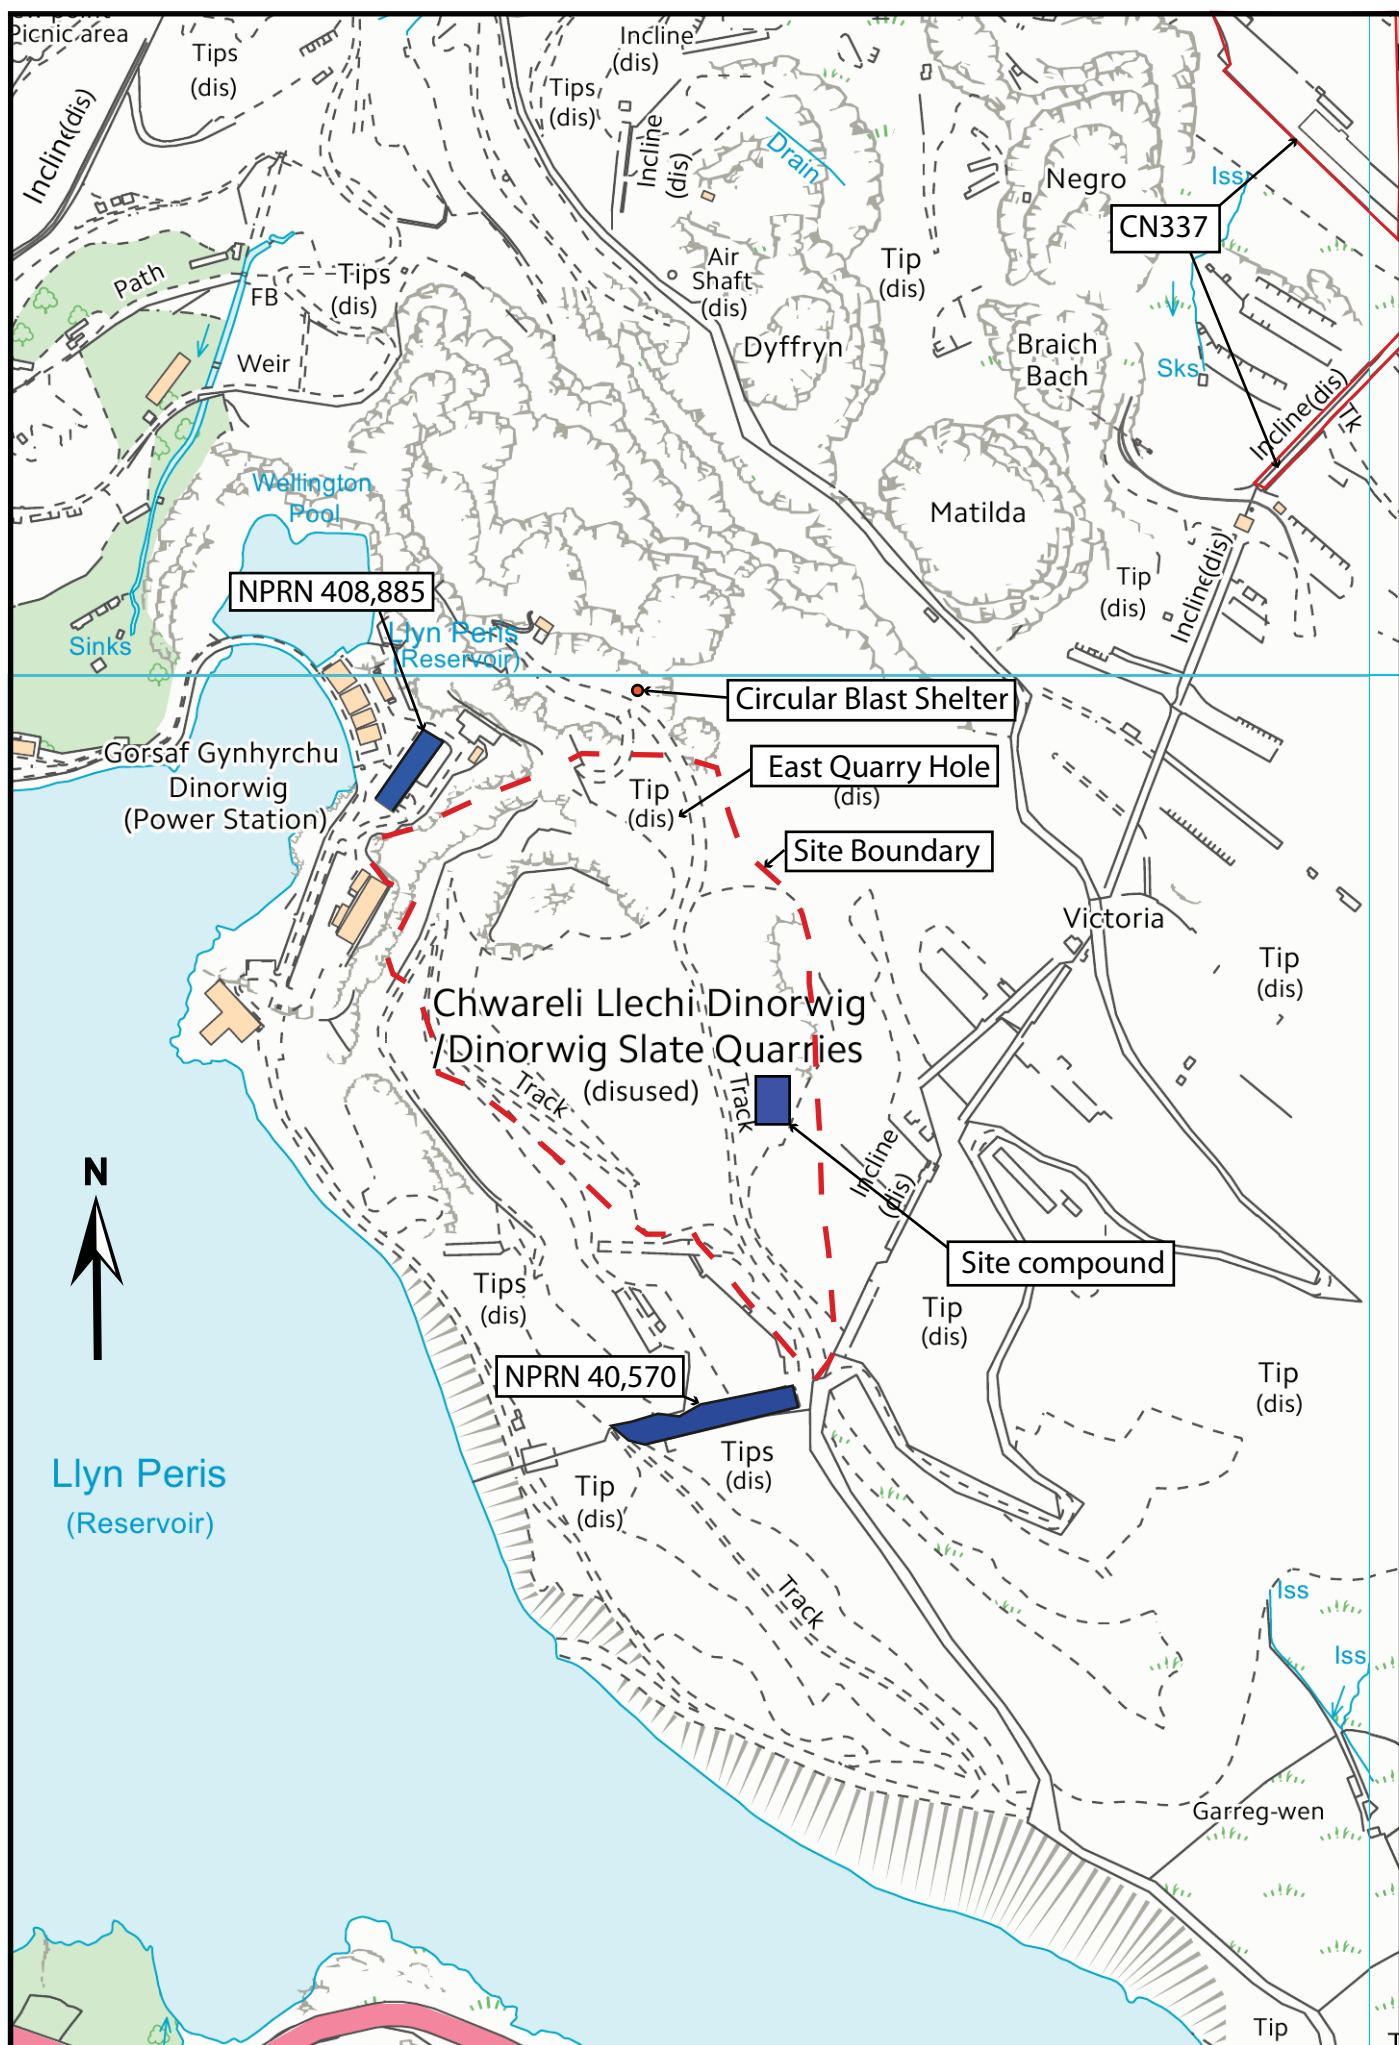 Picnic area
Tips
(dis)
Incline
(dis)
Tips
(dis)
Incline(dis)
Incline
(dis)
Drain
Negro
Iss
CN337
Path
FB
Tips
(dis)
Air
Shaft
(dis)
Tip
(dis)
Dyffryn
Braich
Bach
Weir
Sks
Incline(dis)
Tk
Wellington
Pool
Matilda
NPRN 408,885
Tip
(dis)
Incline(dis)
Sinks
Llyn Peris
(Reservoir)
Circular Blast Shelter
Gorsaf Gynhyrchu
Dinorwig
(Power Station)
East Quarry Hole
(dis)
Tip
(dis)
Site Boundary
Victoria
Tip
(dis)
Chwareli Llechi Dinorwig
/Dinorwig Slate Quarries
(disused)
Track
Track
Incline
(dis)
N
Site compound
Tips
(dis)
Tip
(dis)
NPRN 40,570
Tip
(dis)
Tips
(dis)
Llyn Peris
(Reservoir)
Tip
(dis)
Track
Iss
Iss
Garreg-wen
Tip